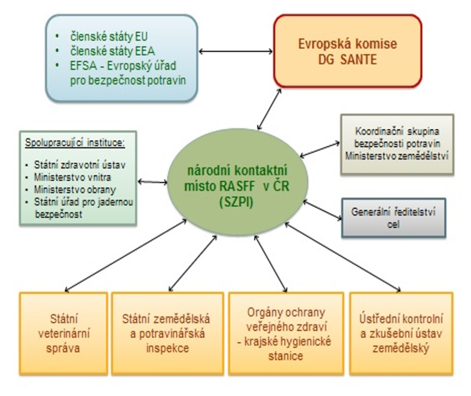 • členské státy EU
• členské státy EEA
• EFSA - Evropský úřad
pro bezpečnost potravin
Evropská komise
DG SANTE
Spolupracující instituce:
• Státní zdravotní ústav
• Ministerstvo vnitra
• Ministerstvo obrany
• Státní úřad pro jadernou
bezpečnost
národní kontaktní
místo RASFF v ČR
(SZPI)
Koordinační skupina
bezpečnosti potravin
Ministerstvo zemědělství
Generální ředitelství
cel
Státní
veterinární
správa
Státní zemědělská
a potravinářská
inspekce
Orgány ochrany
veřejného zdraví
- krajské hygienické
stanice
Ústřední kontrolní
a zkušební ústav
zemědělský